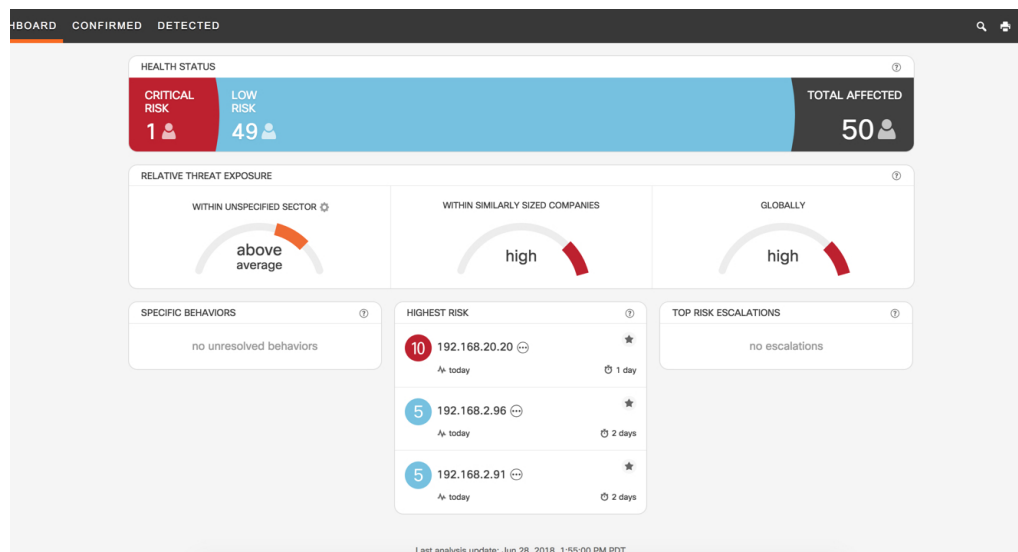 HBOARD CONFIRMED DETECTED
HEALTH STATUS
CRITICAL
RISK
1
LOW
RISK
49
TOTAL AFFECTED
50
RELATIVE THREAT EXPOSURE
WITHIN UNSPECIFIED SECTOR
above
average
WITHIN SIMILARLY SIZED COMPANIES
high
GLOBALLY
high
SPECIFIC BEHAVIORS
no unresolved behaviors
HIGHEST RISK
10 192.168.20.20
today 1 day
5 192.168.2.96
today 2 days
5 192.168.2.91
today 2 days
TOP RISK ESCALATIONS
no escalations
Last analysis update: Jun 28, 2018, 1:55:00 PM PDT